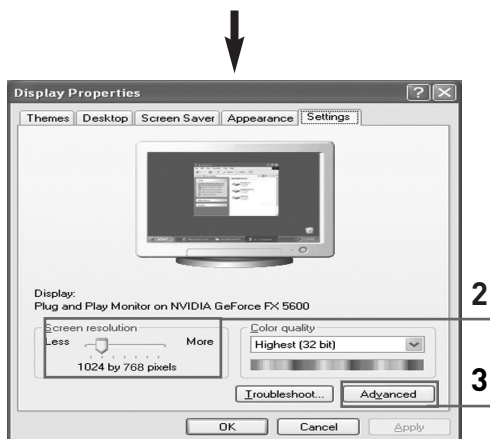 Display Properties
Themes Desktop Screen Saver Appearance Settings
Display:
Plug and Play Monitor on NVIDIA GeForce FX 5600
Screen resolution
Less More
1024 by 768 pixels
Color quality
Highest (32 bit)
2
Troubleshoot... Advanced
3
OK Cancel Apply